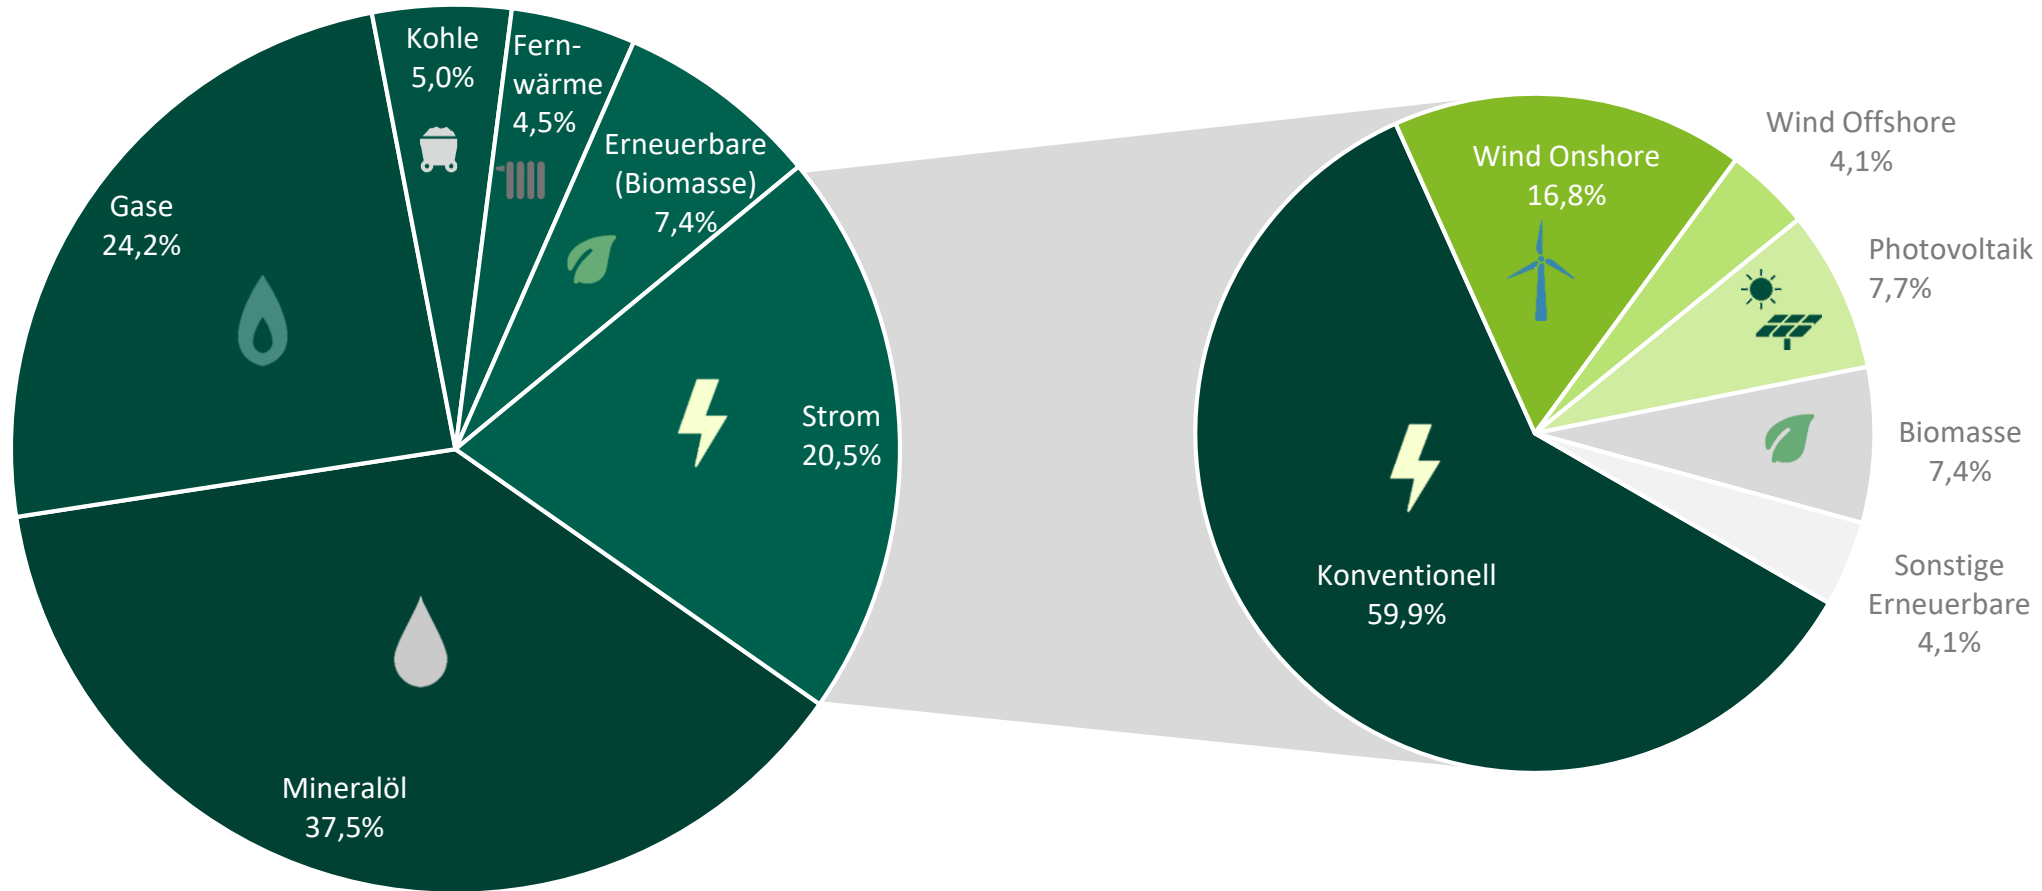 Kohle
5,0%
Fern-
wärme
4,5%
Erneuerbare
(Biomasse)
7,4%
Gase
24,2%
Strom
20,5%
Mineralöl
37,5%
Wind Onshore
16,8%
Wind Offshore
4,1%
Photovoltaik
7,7%
Biomasse
7,4%
Sonstige
Erneuerbare
4,1%
Konventionell
59,9%